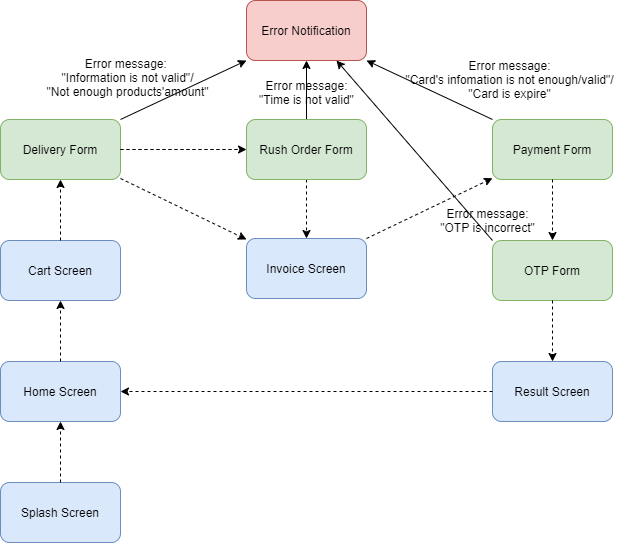 Error Notification
Error message:
"Information is not valid"/
"Not enough products'amount"
Error message:
"Time is not valid"
Error message:
"Card's infomation is not enough/valid"/
"Card is expire"
Delivery Form
Rush Order Form
Payment Form
Error message:
"OTP is incorrect"
Cart Screen
Invoice Screen
OTP Form
Home Screen
Result Screen
Splash Screen